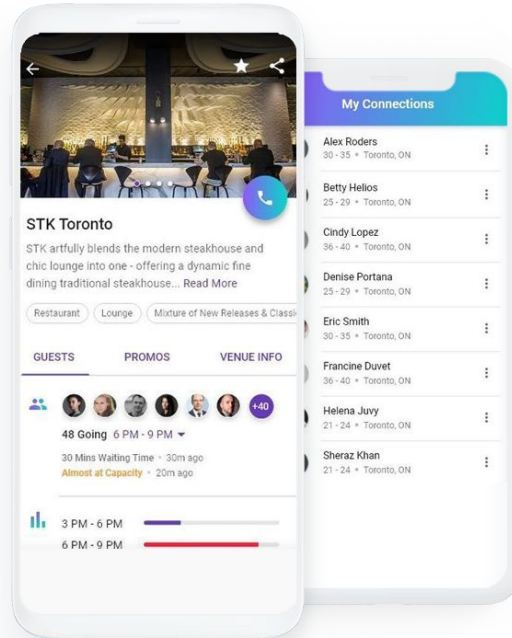 STK Toronto
STK artfully blends the modern steakhouse and
chic lounge into one - offering a dynamic fine
dining traditional steakhouse... Read More
Restaurant
Lounge
Mixture of New Releases & Classi
GUESTS
PROMOS
VENUE INFO
+40
48 Going 6 PM - 9 PM
30 Mins Waiting Time • 30m ago
Almost at Capacity • 20m ago
3 PM - 6 PM
6 PM - 9 PM
My Connections
Alex Roders
30 - 35 • Toronto, ON
Betty Helios
25 - 29 • Toronto, ON
Cindy Lopez
36 - 40 • Toronto, ON
Denise Portana
25 - 29 • Toronto, ON
Eric Smith
30 - 35 • Toronto, ON
Francine Duvet
36 - 40 • Toronto, ON
Helena Juvy
21 - 24 • Toronto, ON
Sheraz Khan
21 - 24 • Toronto, ON